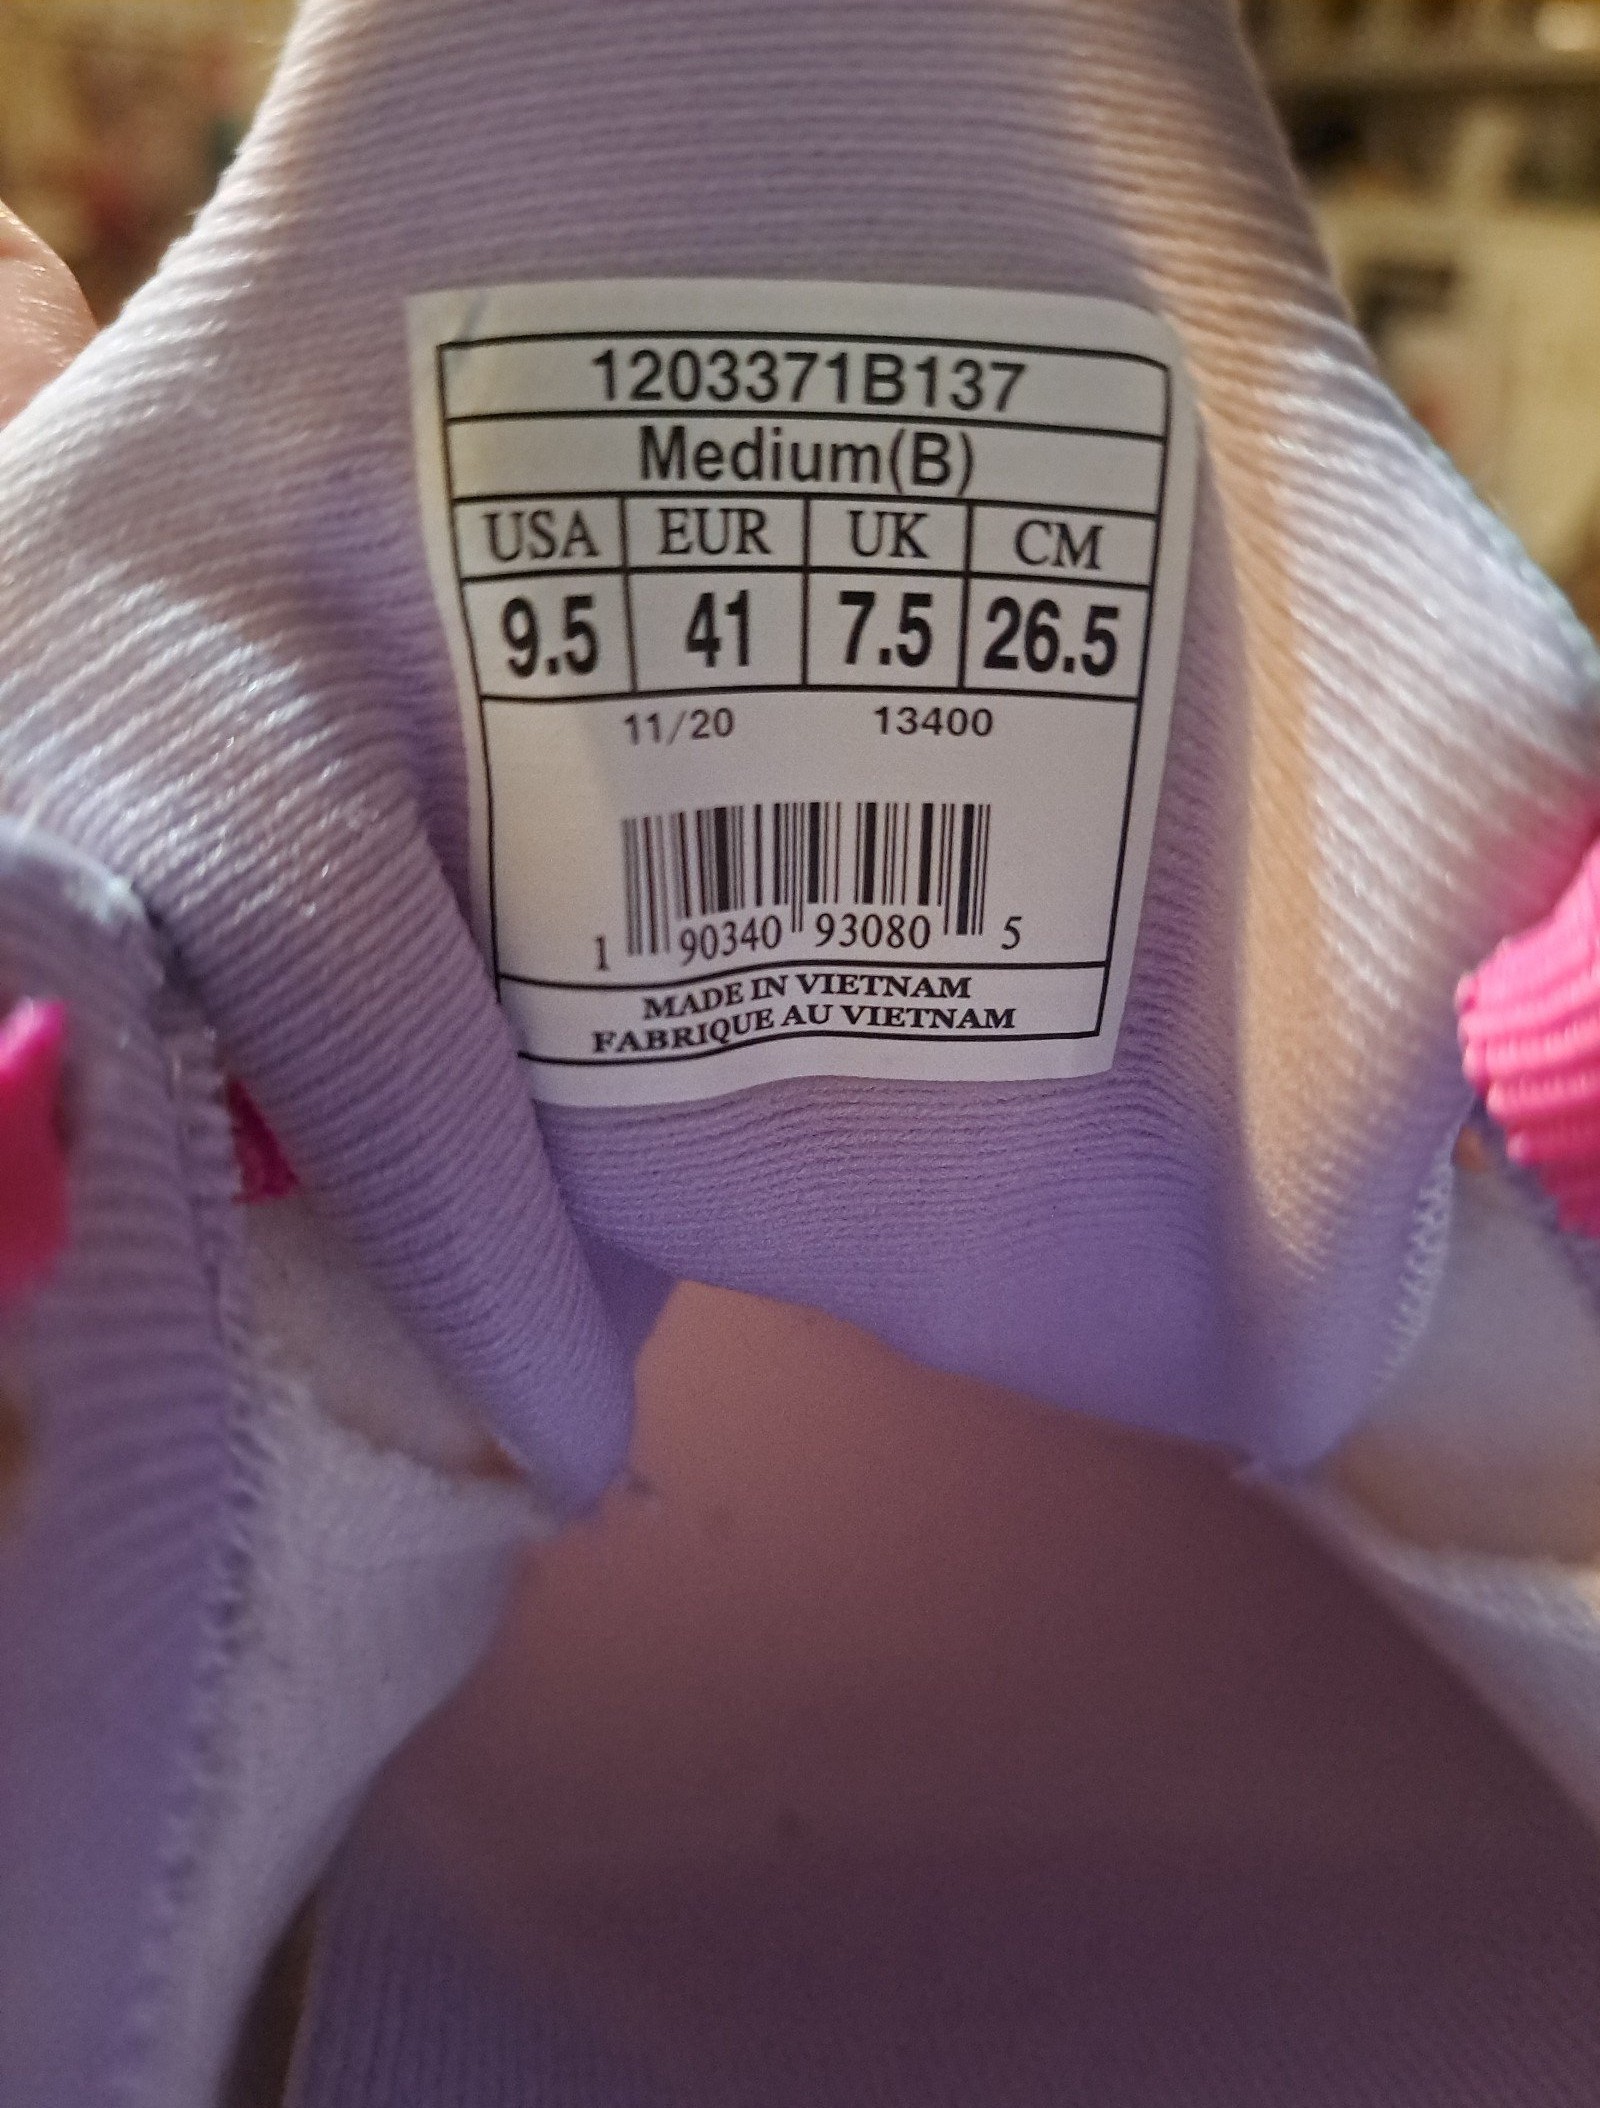 1203371B137
Medium(B)
USA EUR UK CM
9.5 41 7.5 26.5
11/20 13400
1 90340 93080 5
MADE IN VIETNAM
FABRIQUE AU VIETNAM